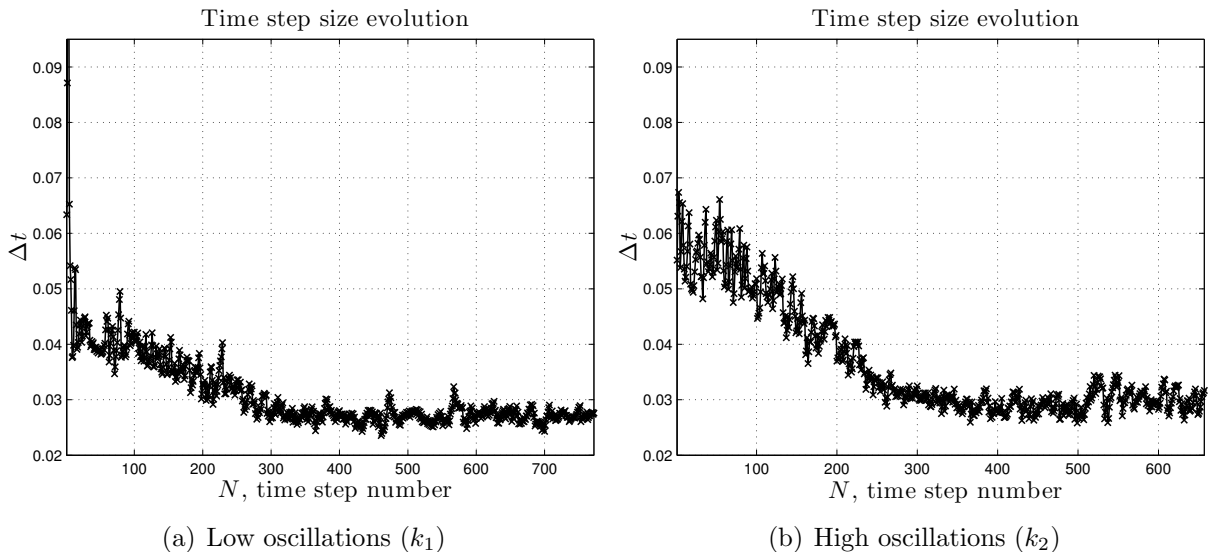 Time step size evolution
0.09
0.08
0.07
0.06
0.05
0.04
0.03
0.02
Δt
100 200 300 400 500 600 700
N, time step number
(a) Low oscillations (k₁)
Time step size evolution
0.09
0.08
0.07
0.06
0.05
0.04
0.03
0.02
Δt
100 200 300 400 500 600
N, time step number
(b) High oscillations (k₂)